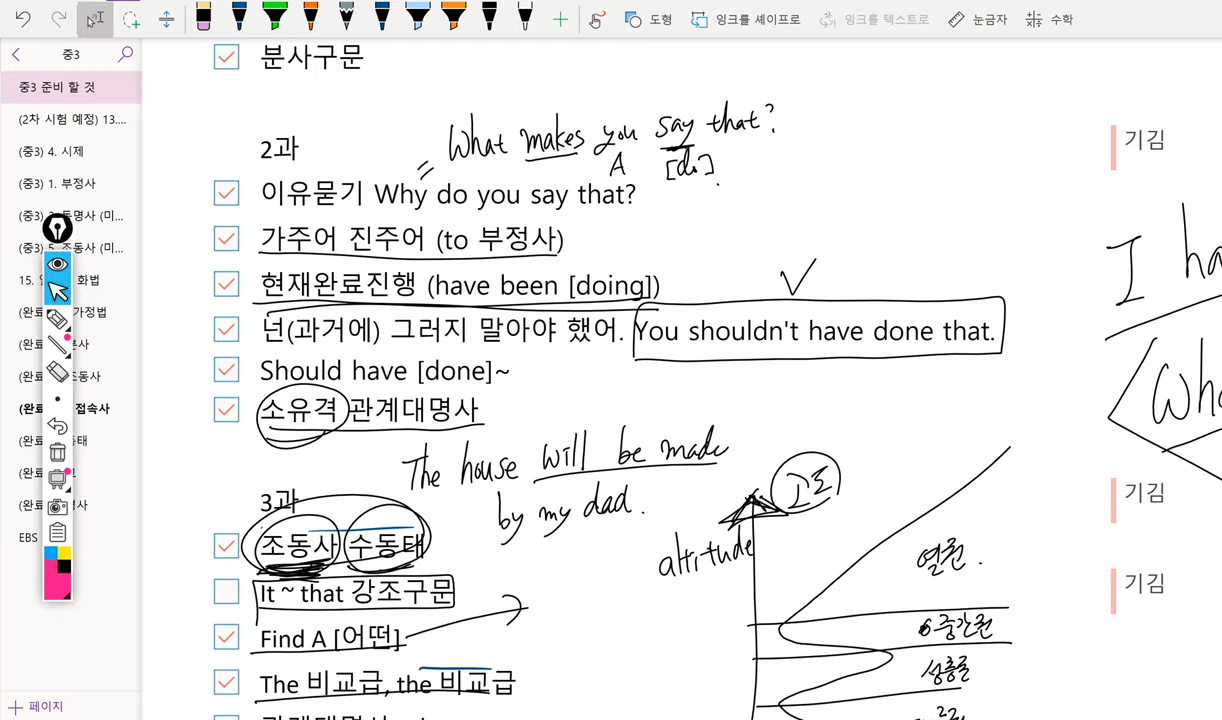 도형
잉크를 셰이프로
잉크를 텍스트로
눈금자
수학
중3
중3 준비 할 것
(2차 시험 예정) 13....
(중3) 4. 시제
(중3) 1. 부정사
EBS
페이지
분사구문
What makes you say that?
A [do]
2과
= 이유묻기 Why do you say that?
가주어 진주어 (to 부정사)
현재완료진행 (have been [doing])
넌(과거에) 그러지 말아야 했어. You shouldn't have done that.
Should have [done]~
소유격 관계대명사
The house will be made
by my dad.
3과
조동사 수동태
It ~ that 강조구문
Find A [어떤]
The 비교급, the 비교급
고도
altitude
열권.
중간권
성층권
기김
I ha
기김
기김